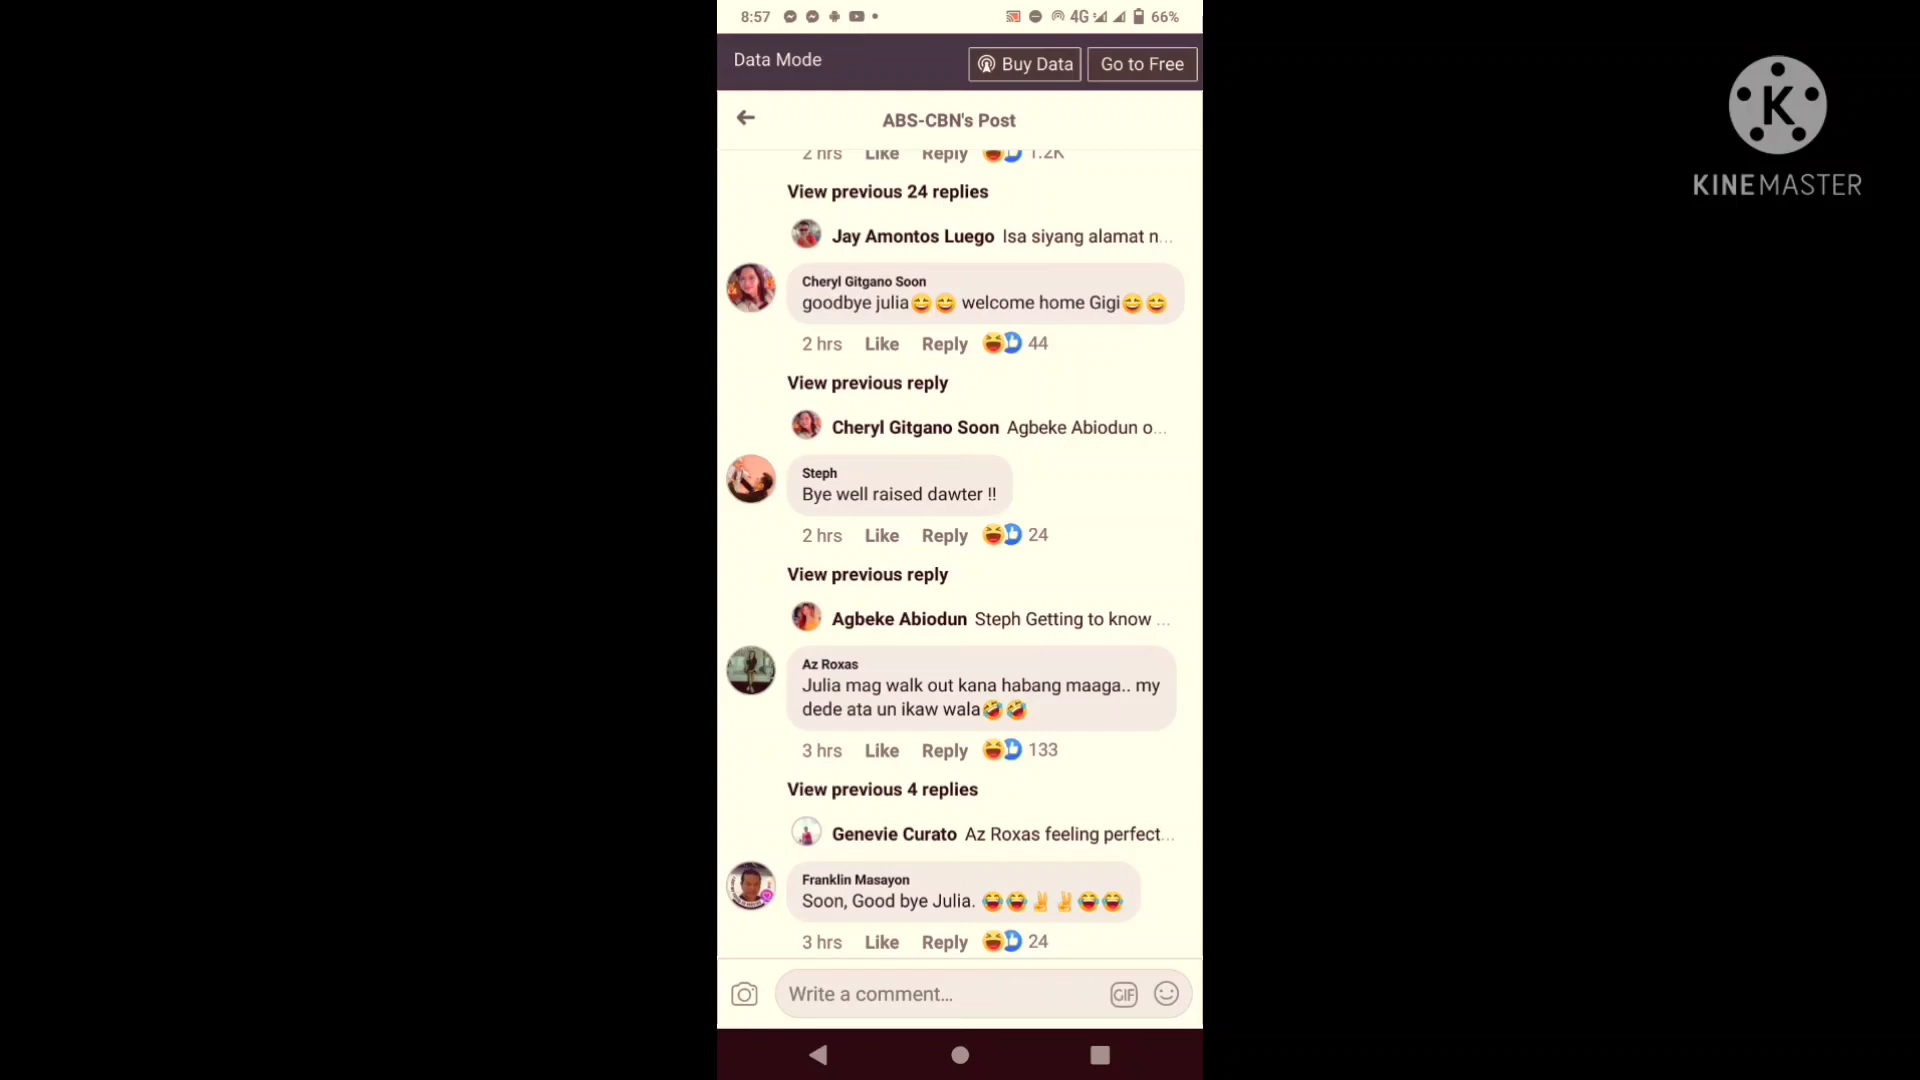 8:57 4G 66%
Data Mode Buy Data Go to Free
ABS-CBN's Post
2 hrs Like Reply 1.2K
View previous 24 replies
Jay Amontos Luego Isa siyang alamat n...
Cheryl Gitgano Soon
goodbye julia😄😄 welcome home Gigi😄😄
2 hrs Like Reply 44
View previous reply
Cheryl Gitgano Soon Agbeke Abiodun o...
Steph
Bye well raised dawter !!
2 hrs Like Reply 24
View previous reply
Agbeke Abiodun Steph Getting to know ...
Az Roxas
Julia mag walk out kana habang maaga.. my
dede ata un ikaw wala🤣🤣
3 hrs Like Reply 133
View previous 4 replies
Genevie Curato Az Roxas feeling perfect...
Franklin Masayon
Soon, Good bye Julia. 😂😂✌✌😂😂
3 hrs Like Reply 24
Write a comment... GIF
K
KINEMASTER